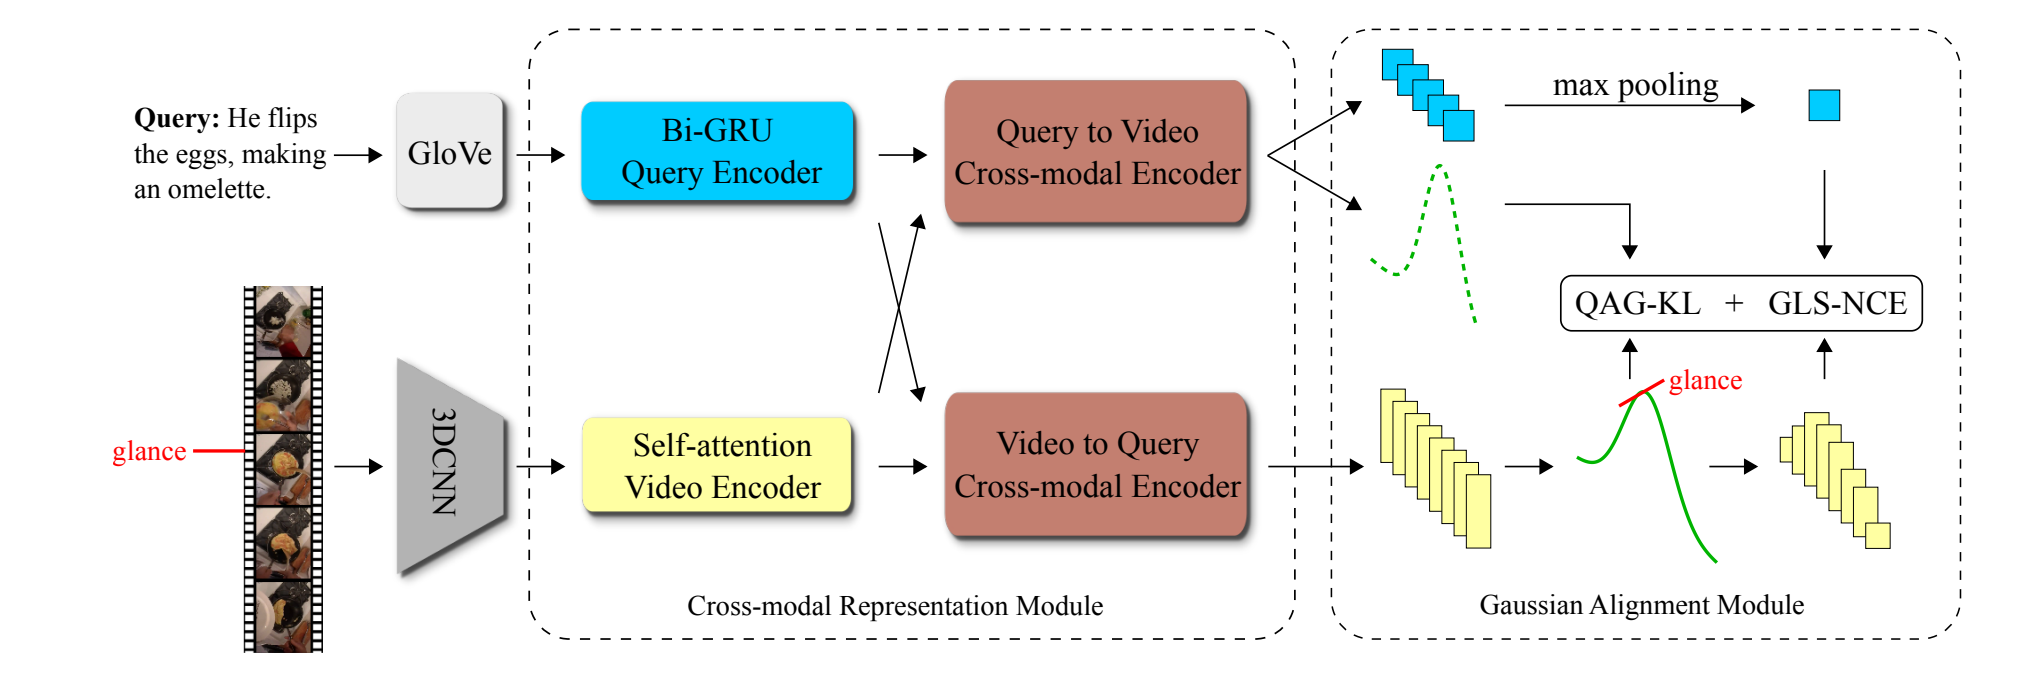 Query: He flips
the eggs, making
an omelette.
GloVe
Bi-GRU
Query Encoder
Query to Video
Cross-modal Encoder
max pooling
QAG-KL + GLS-NCE
glance
glance
3DCNN
Self-attention
Video Encoder
Video to Query
Cross-modal Encoder
Cross-modal Representation Module
Gaussian Alignment Module